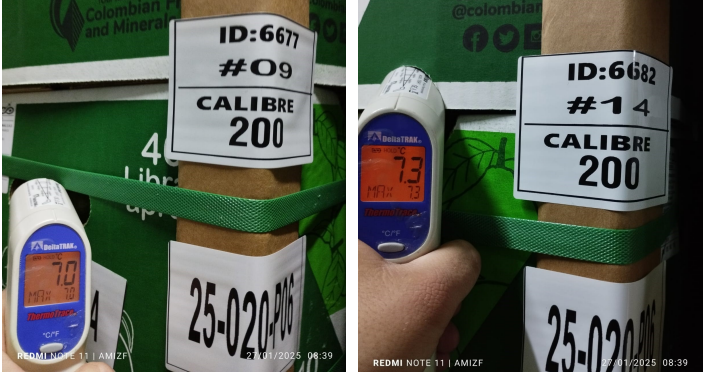 Colombian
and Mineral
ID:6677
#09
CALIBRE
200
40
DeltaTRAK
7.0
MAX 7.0
ThermoTrace
°C/°F
25-020-P06
REDMI NOTE 11 | AMIZF
27/01/2025 08:39
@colombian
ID:6682
#14
CALIBRE
200
DeltaTRAK
7.3
MAX 7.3
ThermoTrace
°C/°F
25-020-P06
REDMI NOTE 11 | AMIZF
27/01/2025 08:39